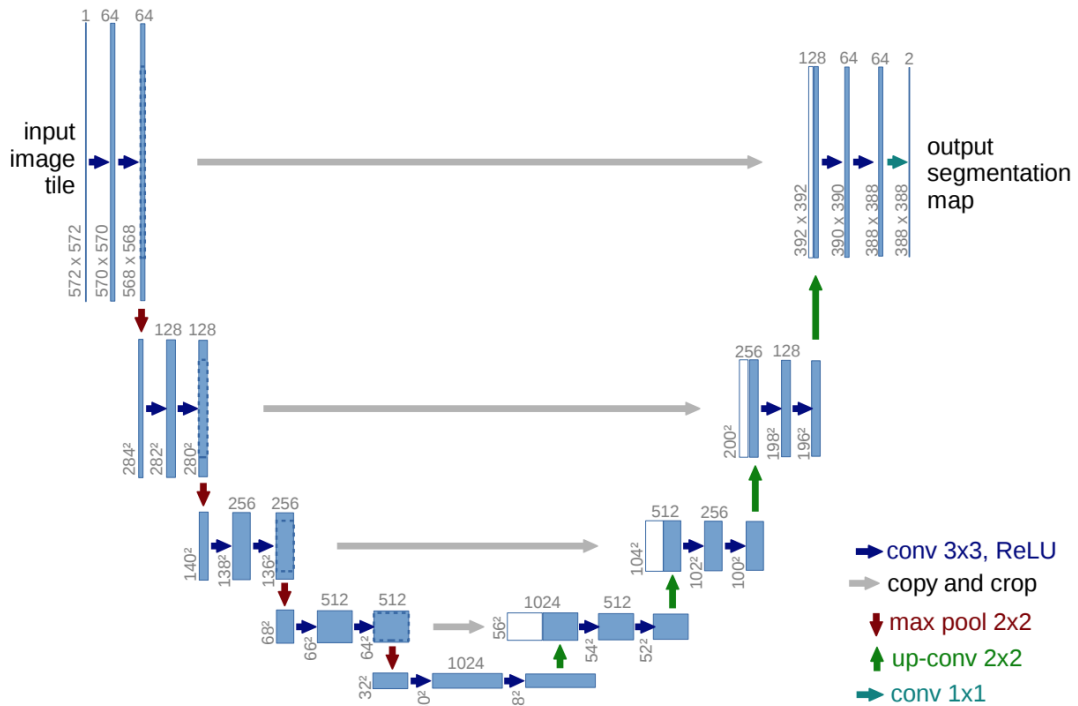 1 64 64
input
image
tile
572 x 572
570 x 570
568 x 568
128 64 64 2
output
segmentation
map
392 x 392
390 x 390
388 x 388
388 x 388
128 128
284²
282²
280²
256 128
200²
198²
196²
256 256
140²
138²
136²
512 256
104²
102²
100²
512 512
68²
66²
64²
1024 512
56²
54²
52²
1024
32²
0²
8²
conv 3x3, ReLU
copy and crop
max pool 2x2
up-conv 2x2
conv 1x1